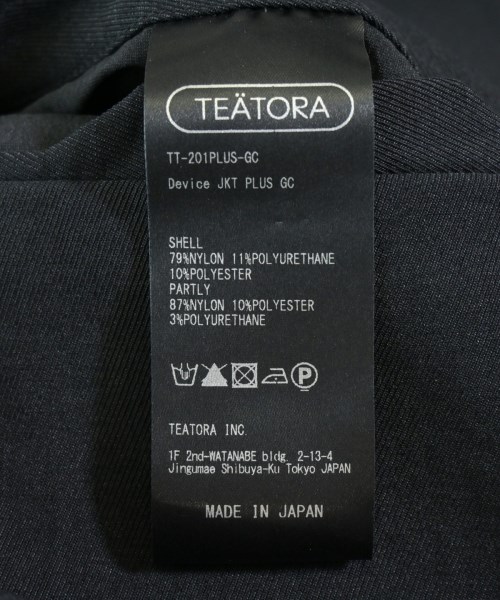 TEÄTORA
TT-201PLUS-GC
Device JKT PLUS GC
SHELL
79%NYLON 11%POLYURETHANE
10%POLYESTER
PARTLY
87%NYLON 10%POLYESTER
3%POLYURETHANE
P
TEATORA INC.
1F 2nd-WATANABE bldg. 2-13-4
Jingumae Shibuya-Ku Tokyo JAPAN
MADE IN JAPAN